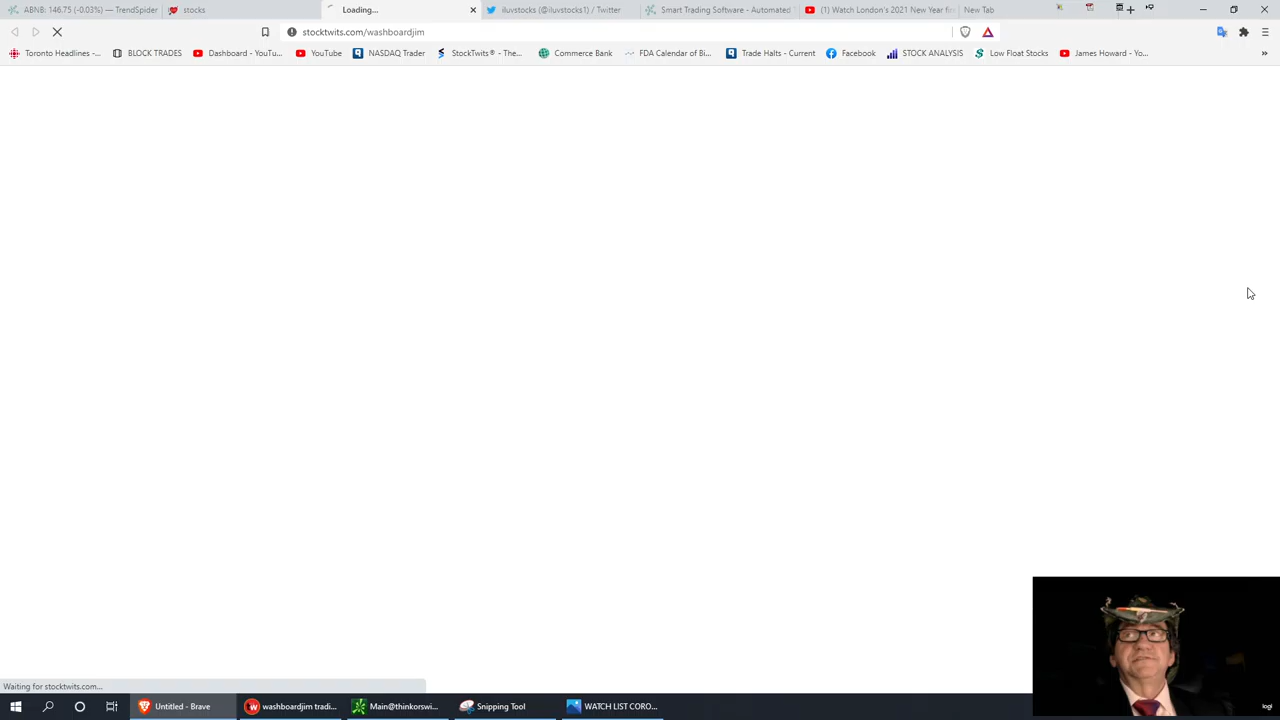 ABNB: 146.75 (-0.03%) — TrendSpider
stocks
Loading...
iluvstocks (@iluvstocks1) / Twitter
Smart Trading Software - Automated
(1) Watch London's 2021 New Year fir
New Tab
stocktwits.com/washboardjim
Toronto Headlines -...
BLOCK TRADES
Dashboard - YouTu...
YouTube
NASDAQ Trader
StockTwits® - The...
Commerce Bank
FDA Calendar of Bi...
Trade Halts - Current
Facebook
STOCK ANALYSIS
Low Float Stocks
James Howard - Yo...
»
Waiting for stocktwits.com...
Untitled - Brave
washboardjim tradi...
Main@thinkorswi...
Snipping Tool
WATCH LIST CORO...
logi